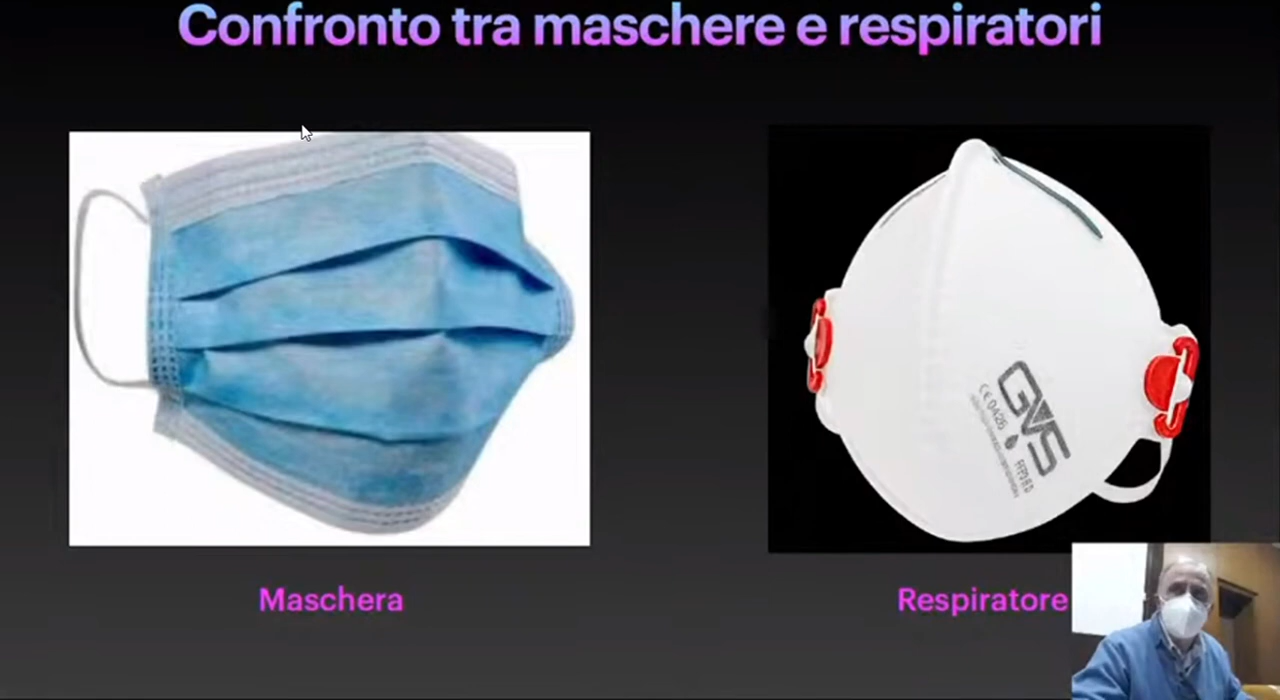 Confronto tra maschere e respiratori
GVS
CE 0426
Maschera
Respiratore